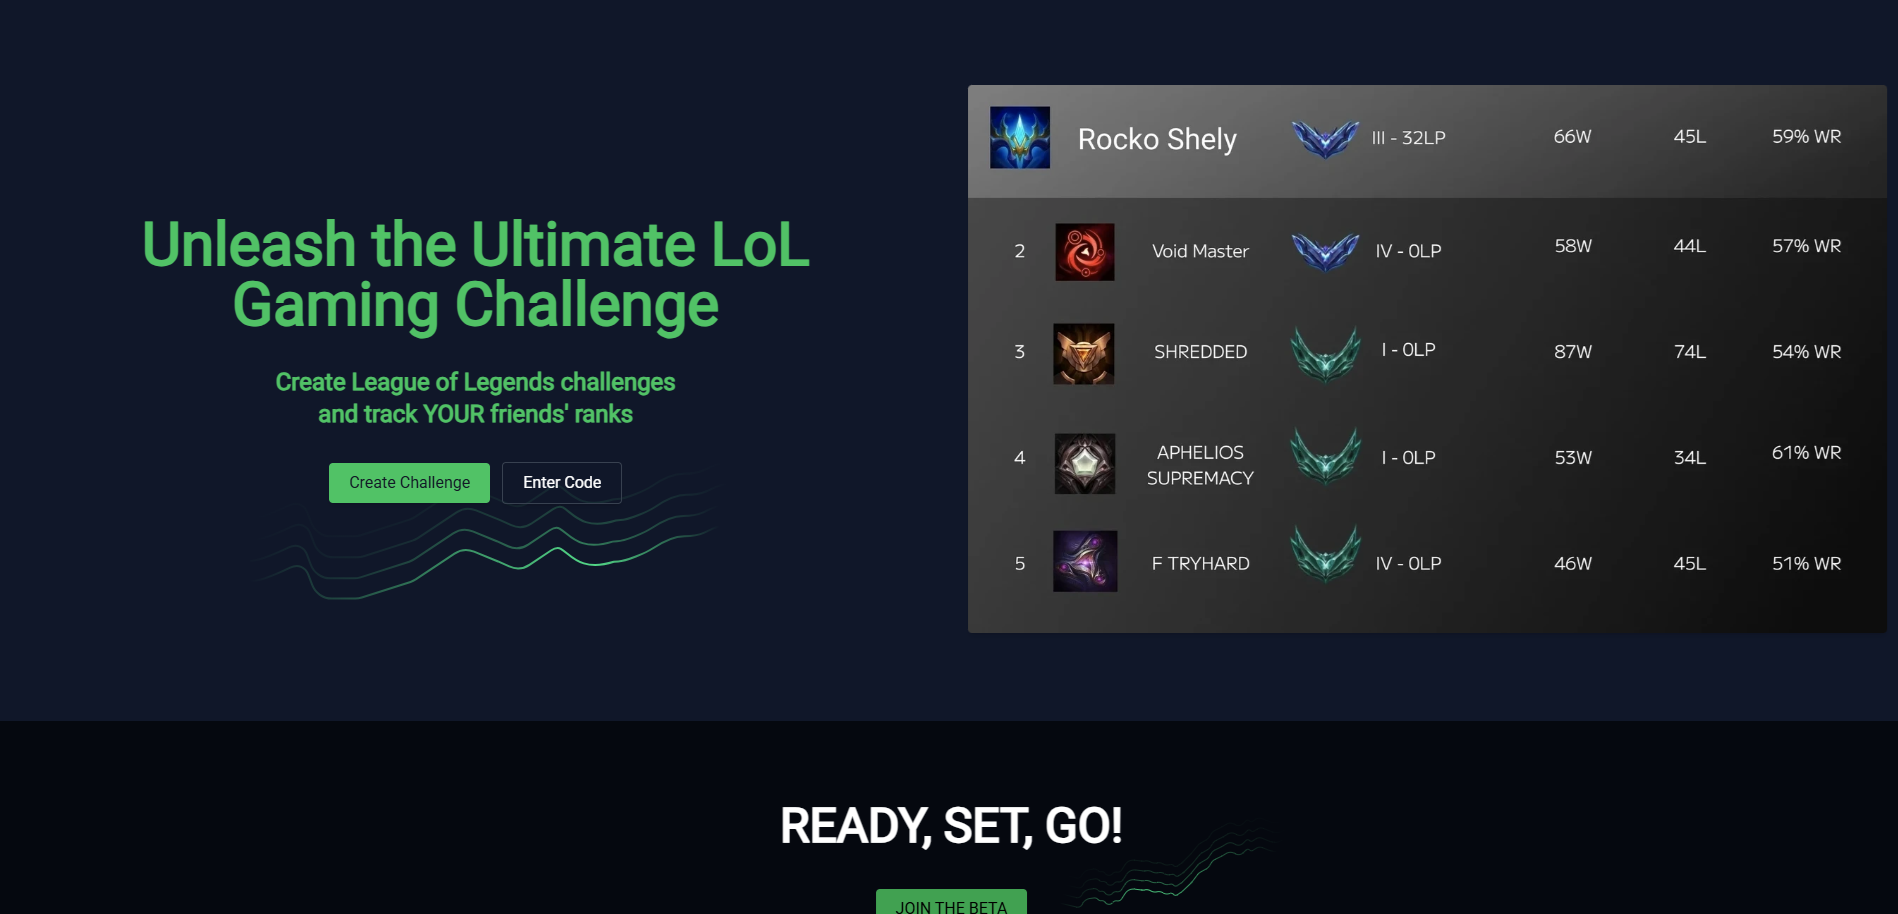 Unleash the Ultimate LoL
Gaming Challenge
Create League of Legends challenges
and track YOUR friends' ranks
Create Challenge
Enter Code
Rocko Shely III - 32LP 66W 45L 59% WR
2 Void Master IV - 0LP 58W 44L 57% WR
3 SHREDDED I - 0LP 87W 74L 54% WR
4 APHELIOS SUPREMACY I - 0LP 53W 34L 61% WR
5 F TRYHARD IV - 0LP 46W 45L 51% WR
READY, SET, GO!
JOIN THE BETA